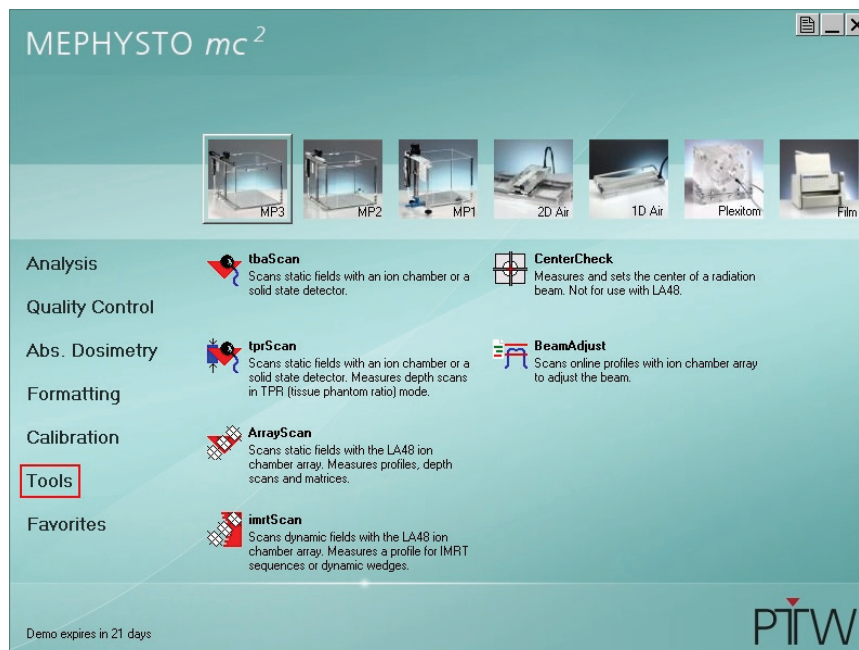 MEPHYSTO mc²
MP3
MP2
MP1
2D Air
1D Air
Plexitom
Film
Analysis
Quality Control
Abs. Dosimetry
Formatting
Calibration
Tools
Favorites
tbaScan
Scans static fields with an ion chamber or a
solid state detector.
CenterCheck
Measures and sets the center of a radiation
beam. Not for use with LA48.
tprScan
Scans static fields with an ion chamber or a
solid state detector. Measures depth scans
in TPR (tissue phantom ratio) mode.
BeamAdjust
Scans online profiles with ion chamber array
to adjust the beam.
ArrayScan
Scans static fields with the LA48 ion
chamber array. Measures profiles, depth
scans and matrices.
imrtScan
Scans dynamic fields with the LA48 ion
chamber array. Measures a profile for IMRT
sequences or dynamic wedges.
Demo expires in 21 days
PTW